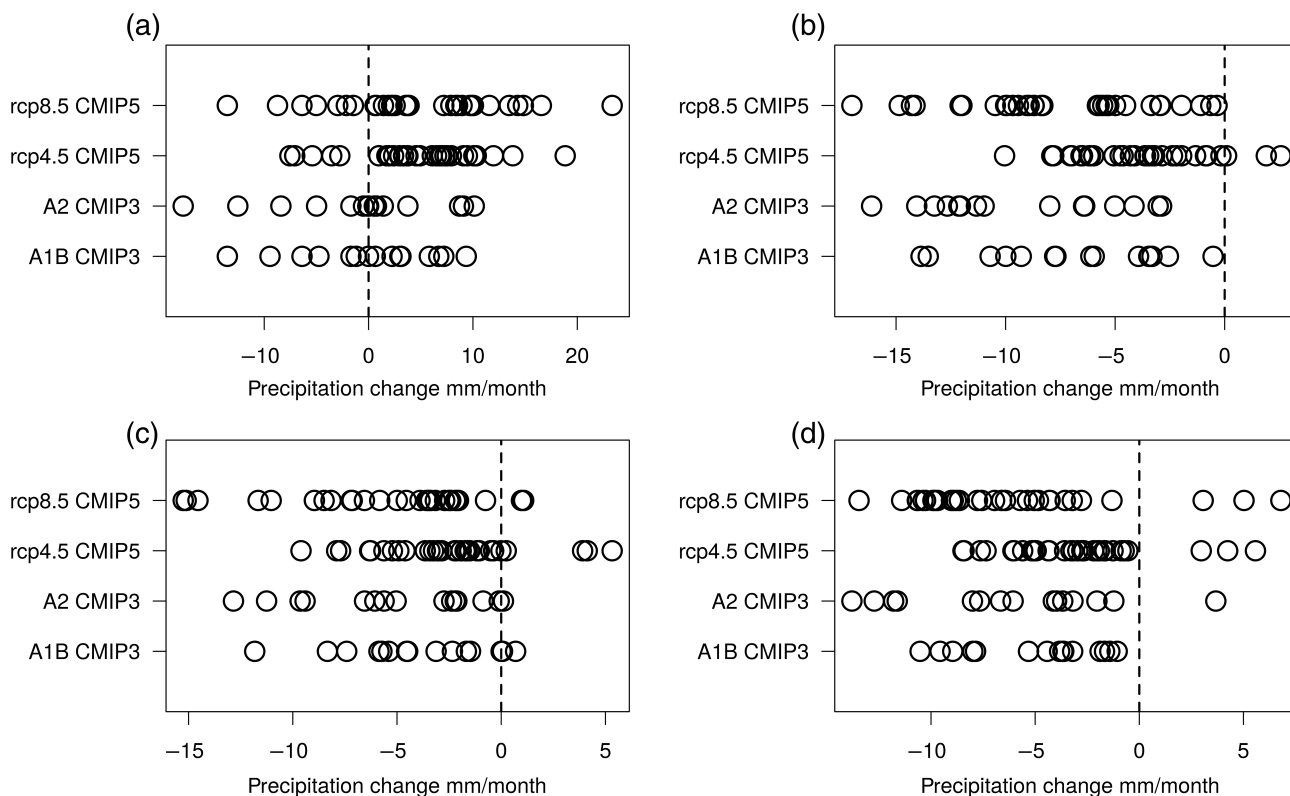 (a)
rcp8.5 CMIP5
rcp4.5 CMIP5
A2 CMIP3
A1B CMIP3
−10 0 10 20
Precipitation change mm/month
(b)
rcp8.5 CMIP5
rcp4.5 CMIP5
A2 CMIP3
A1B CMIP3
−15 −10 −5 0
Precipitation change mm/month
(c)
rcp8.5 CMIP5
rcp4.5 CMIP5
A2 CMIP3
A1B CMIP3
−15 −10 −5 0 5
Precipitation change mm/month
(d)
rcp8.5 CMIP5
rcp4.5 CMIP5
A2 CMIP3
A1B CMIP3
−10 −5 0 5
Precipitation change mm/month